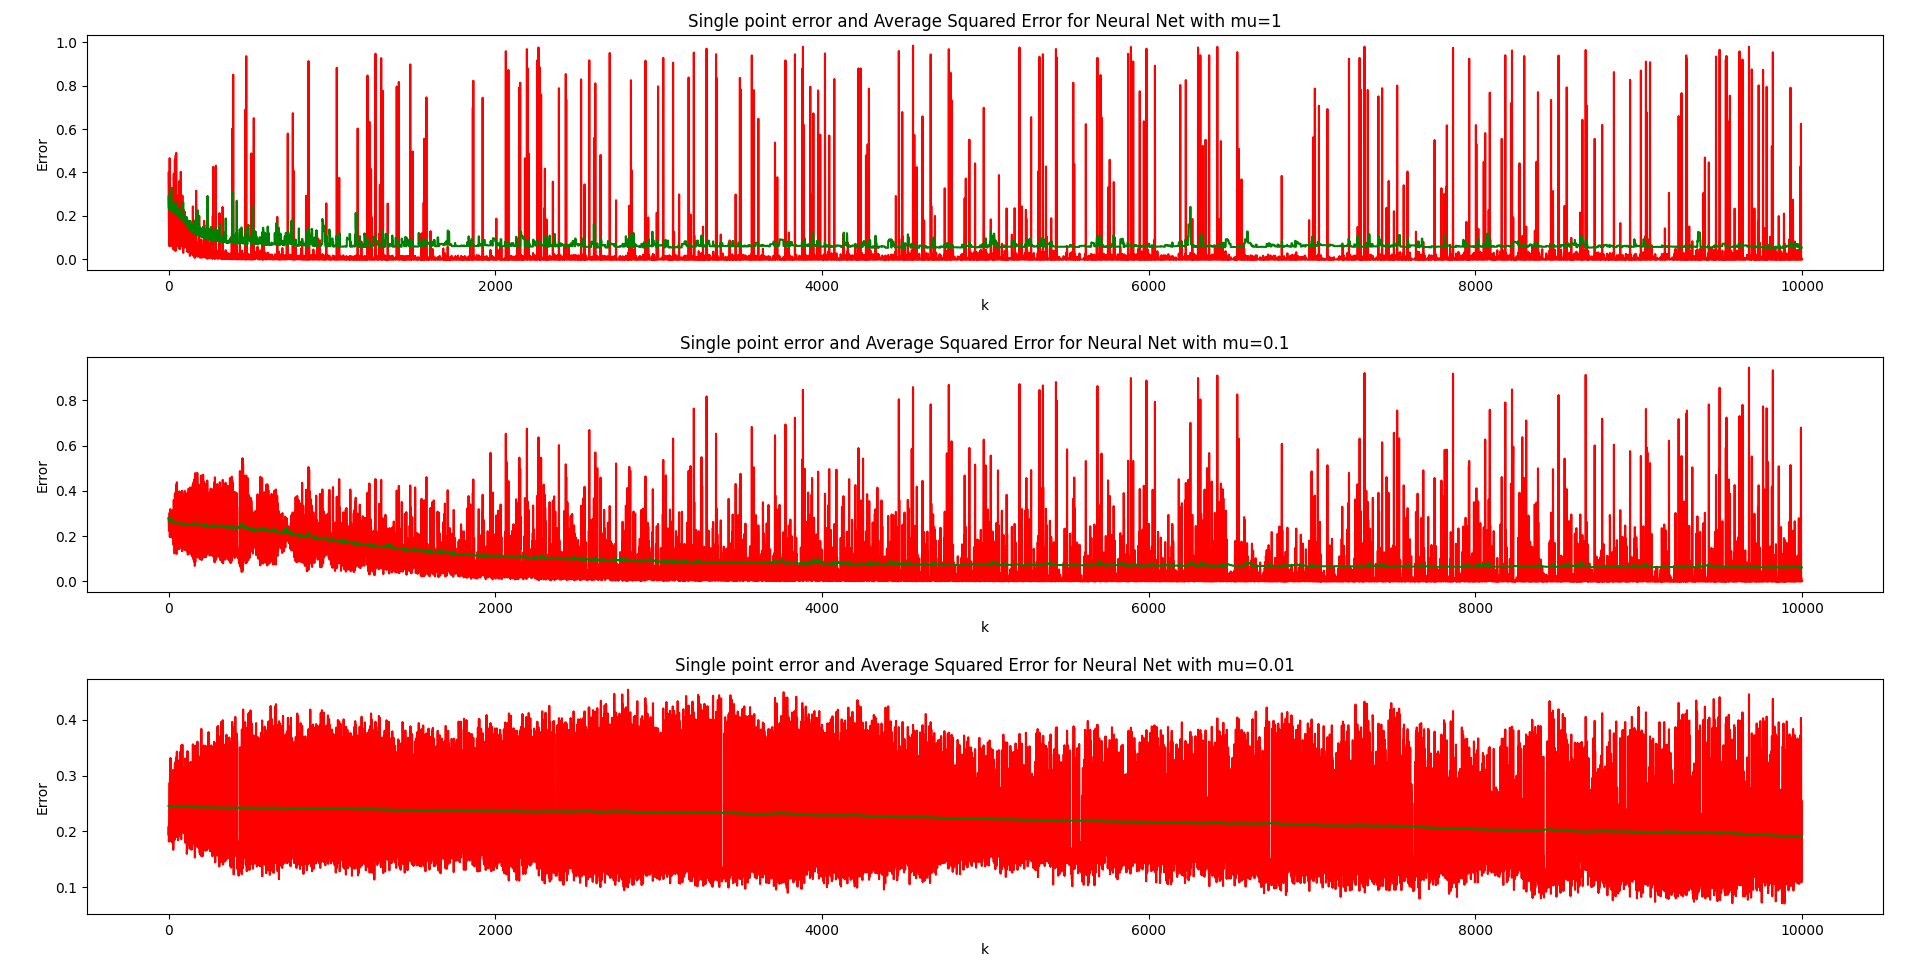 Single point error and Average Squared Error for Neural Net with mu=1
1.0
0.8
0.6
0.4
0.2
0.0
Error
0 2000 4000 6000 8000 10000
k
Single point error and Average Squared Error for Neural Net with mu=0.1
0.8
0.6
0.4
0.2
0.0
Error
0 2000 4000 6000 8000 10000
k
Single point error and Average Squared Error for Neural Net with mu=0.01
0.4
0.3
0.2
0.1
Error
0 2000 4000 6000 8000 10000
k